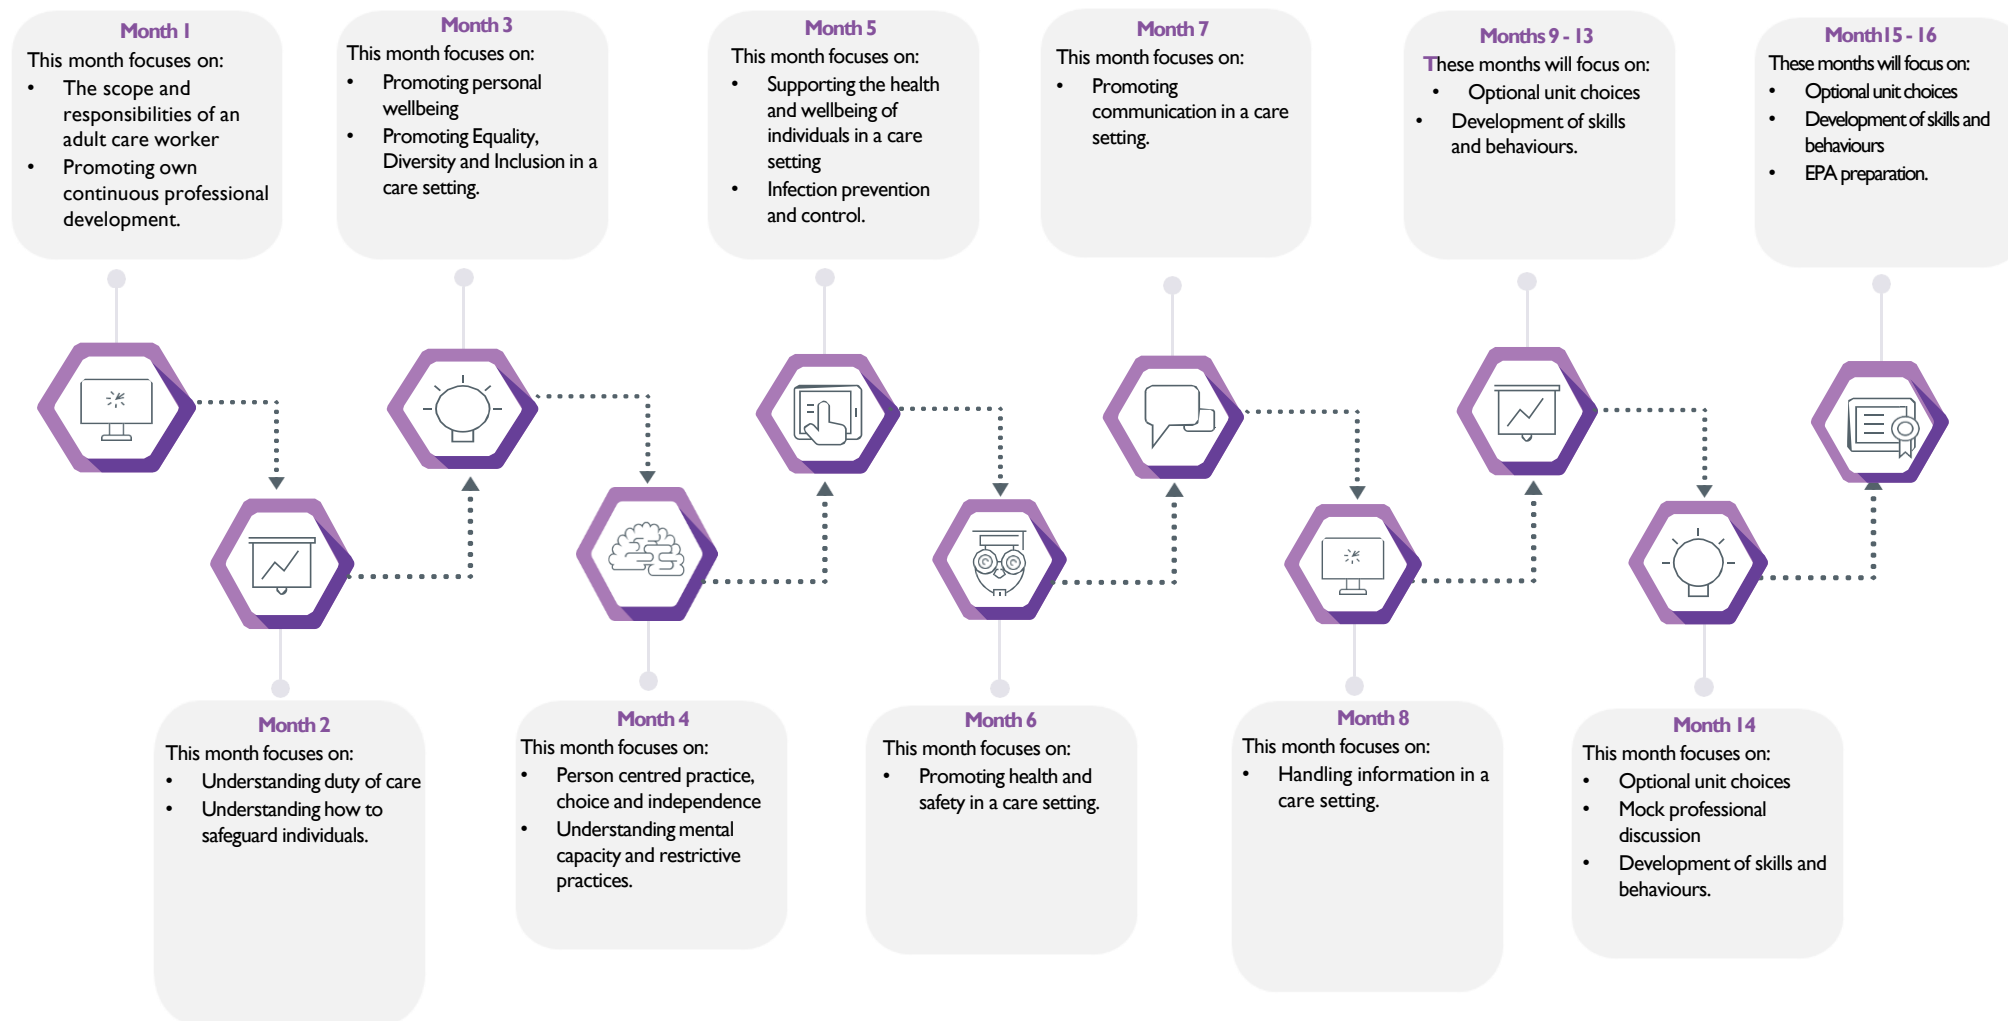 Month 1
This month focuses on:
• The scope and
responsibilities of an
adult care worker
• Promoting own
continuous professional
development.
Month 3
This month focuses on:
• Promoting personal
wellbeing
• Promoting Equality,
Diversity and Inclusion in a
care setting.
Month 5
This month focuses on:
• Supporting the health
and wellbeing of
individuals in a care
setting
• Infection prevention
and control.
Month 7
This month focuses on:
• Promoting
communication in a care
setting.
Months 9 - 13
These months will focus on:
• Optional unit choices
• Development of skills
and behaviours.
Month15 - 16
These months will focus on:
• Optional unit choices
• Development of skills and
behaviours
• EPA preparation.
Month 2
This month focuses on:
• Understanding duty of care
• Understanding how to
safeguard individuals.
Month 4
This month focuses on:
• Person centred practice,
choice and independence
• Understanding mental
capacity and restrictive
practices.
Month 6
This month focuses on:
• Promoting health and
safety in a care setting.
Month 8
This month focuses on:
• Handling information in a
care setting.
Month 14
This month focuses on:
• Optional unit choices
• Mock professional
discussion
• Development of skills and
behaviours.